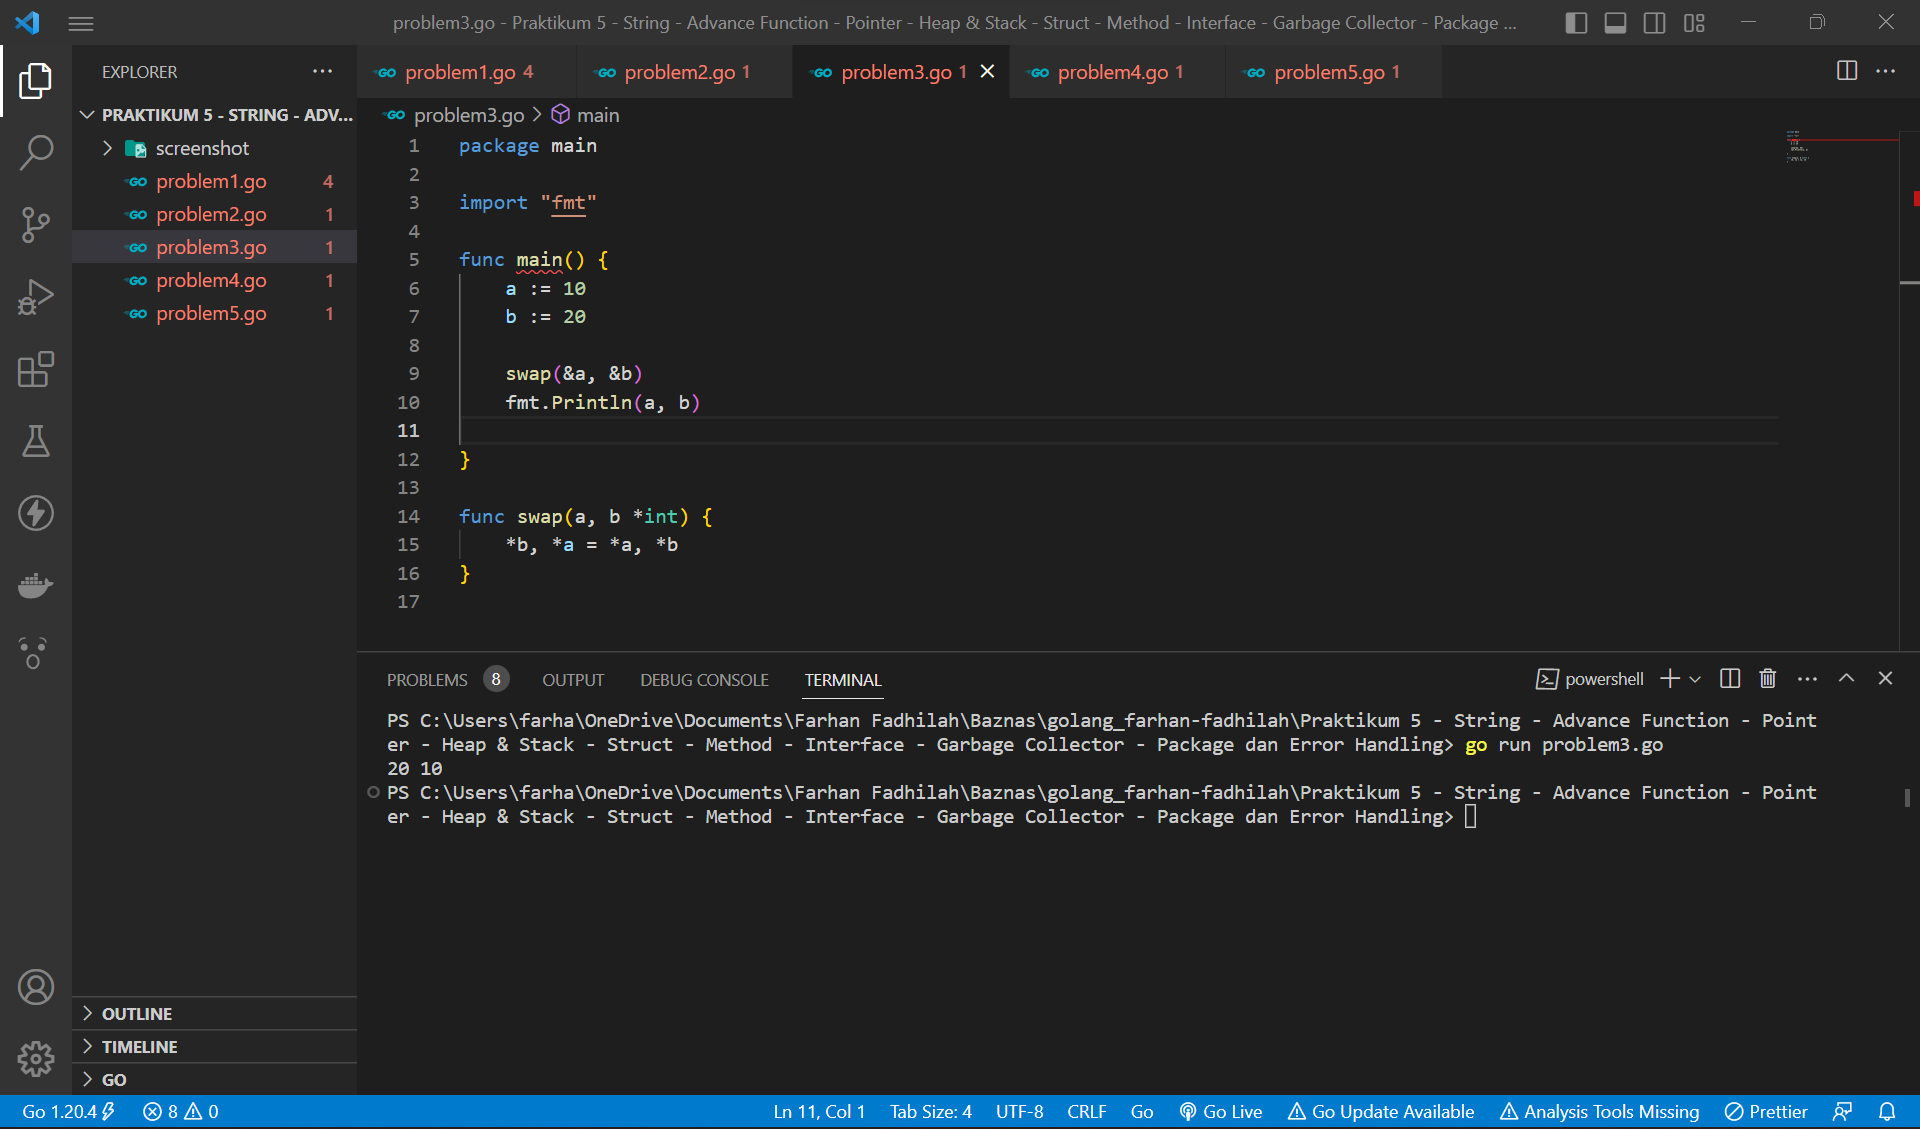 problem3.go - Praktikum 5 - String - Advance Function - Pointer - Heap & Stack - Struct - Method - Interface - Garbage Collector - Package ...
EXPLORER
problem1.go 4
problem2.go 1
problem3.go 1
problem4.go 1
problem5.go 1
PRAKTIKUM 5 - STRING - ADV...
screenshot
problem1.go 4
problem2.go 1
problem3.go 1
problem4.go 1
problem5.go 1
OUTLINE
TIMELINE
GO
problem3.go > main
1 package main
2
3 import "fmt"
4
5 func main() {
6 a := 10
7 b := 20
8
9 swap(&a, &b)
10 fmt.Println(a, b)
11
12 }
13
14 func swap(a, b *int) {
15 *b, *a = *a, *b
16 }
17
PROBLEMS 8 OUTPUT DEBUG CONSOLE TERMINAL
powershell
PS C:\Users\farha\OneDrive\Documents\Farhan Fadhilah\Baznas\golang_farhan-fadhilah\Praktikum 5 - String - Advance Function - Point
er - Heap & Stack - Struct - Method - Interface - Garbage Collector - Package dan Error Handling> go run problem3.go
20 10
PS C:\Users\farha\OneDrive\Documents\Farhan Fadhilah\Baznas\golang_farhan-fadhilah\Praktikum 5 - String - Advance Function - Point
er - Heap & Stack - Struct - Method - Interface - Garbage Collector - Package dan Error Handling>
Go 1.20.4 8 0 Ln 11, Col 1 Tab Size: 4 UTF-8 CRLF Go Go Live Go Update Available Analysis Tools Missing Prettier